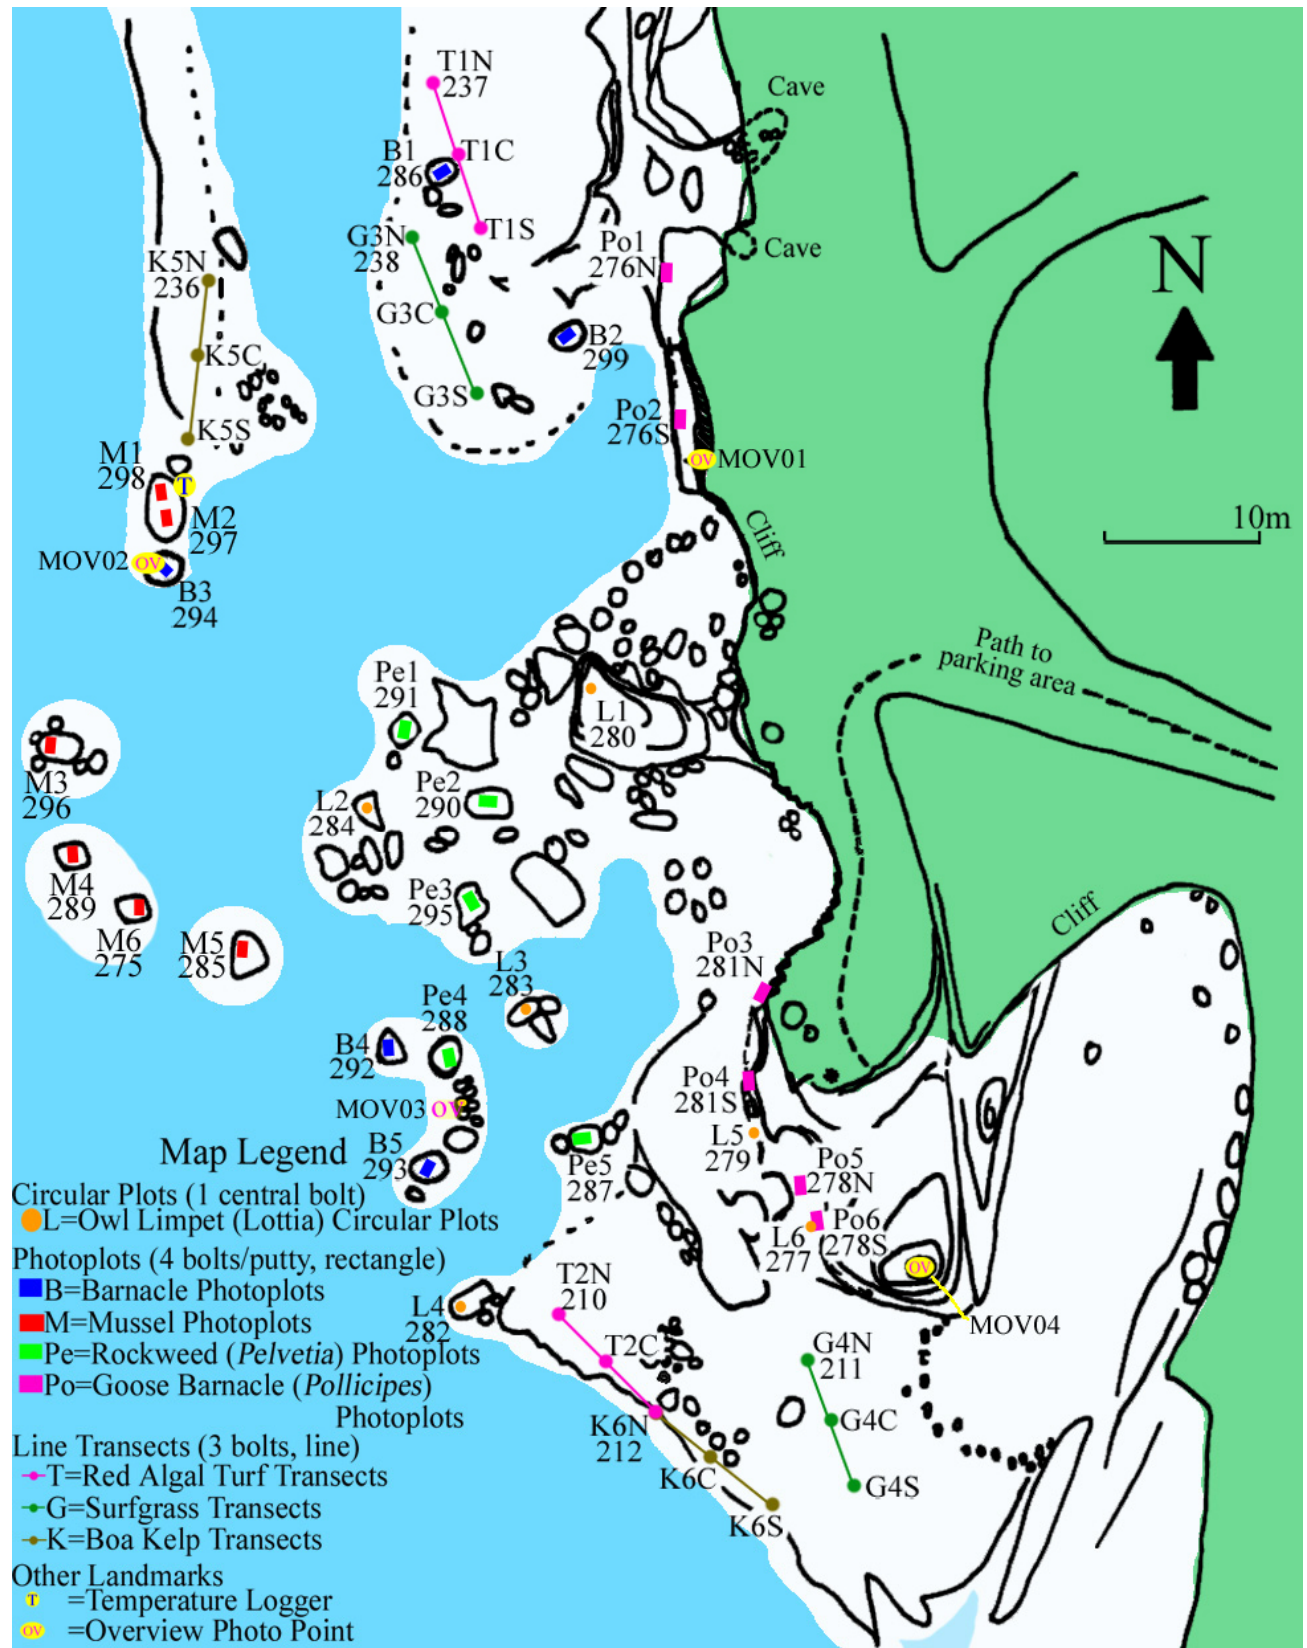 T1N
237
Cave
B1
286
T1C
T1S
G3N
238
Po1
276N
Cave
N
K5N
236
G3C
B2
299
K5C
G3S
Po2
276S
K5S
M1
298
T
OV MOV01
M2
297
Cliff
10m
MOV02 OV
B3
294
Path to
parking area
Pe1
291
L1
280
M3
296
Pe2
290
L2
284
M4
289
Pe3
295
Cliff
M6
275
M5
285
Po3
281N
L3
283
Pe4
288
B4
292
Po4
281S
MOV03 OV
L5
279
B5
293
Pe5
287
Po5
278N
L6
277
Po6
278S
OV
T2N
210
L4
282
MOV04
T2C
G4N
211
K6N
212
G4C
K6C
G4S
K6S
Map Legend
Circular Plots (1 central bolt)
L=Owl Limpet (Lottia) Circular Plots
Photoplots (4 bolts/putty, rectangle)
B=Barnacle Photoplots
M=Mussel Photoplots
Pe=Rockweed (Pelvetia) Photoplots
Po=Goose Barnacle (Pollicipes)
Photoplots
Line Transects (3 bolts, line)
T=Red Algal Turf Transects
G=Surfgrass Transects
K=Boa Kelp Transects
Other Landmarks
T =Temperature Logger
OV =Overview Photo Point